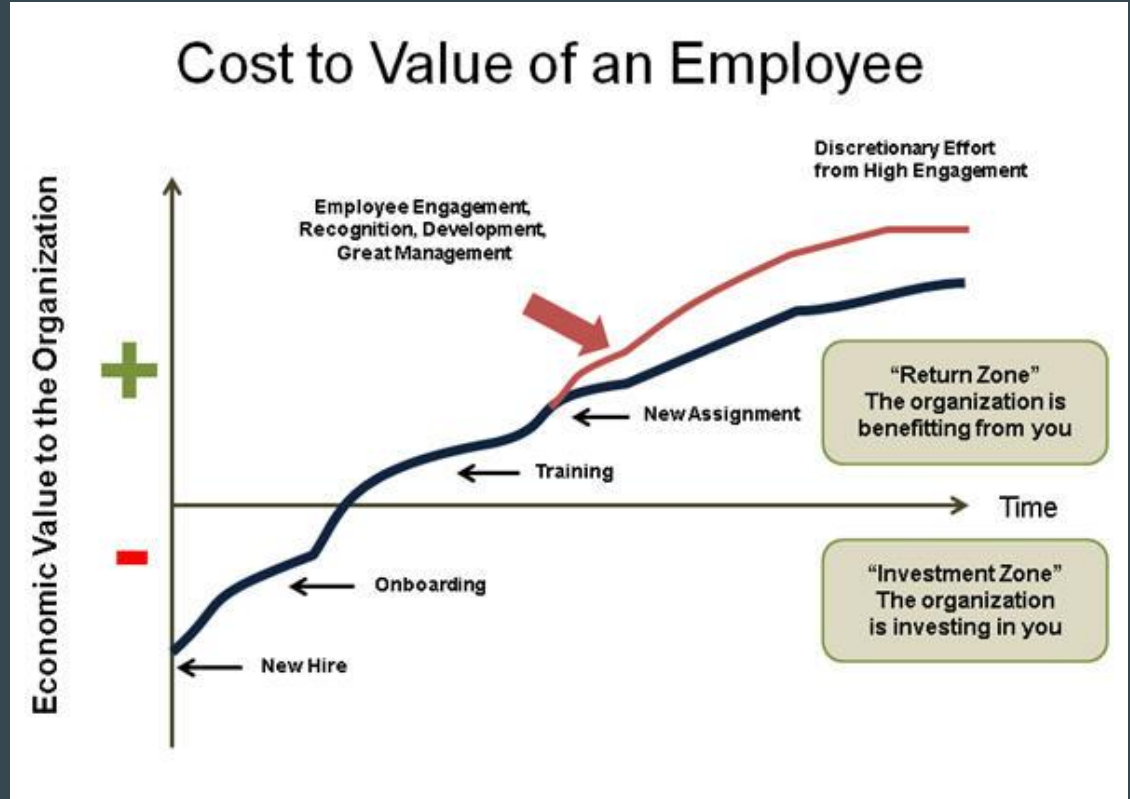 Cost to Value of an Employee
Discretionary Effort
from High Engagement
Employee Engagement,
Recognition, Development,
Great Management
Economic Value to the Organization
+
-
New Assignment
Training
Onboarding
New Hire
Time
“Return Zone”
The organization is
benefitting from you
“Investment Zone”
The organization
is investing in you